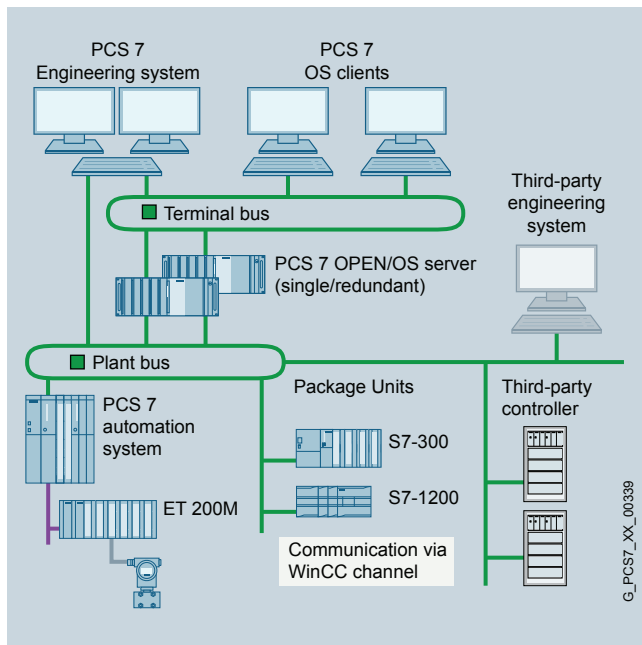 PCS 7
Engineering system
PCS 7
OS clients
Terminal bus
Third-party
engineering
system
PCS 7 OPEN/OS server
(single/redundant)
Plant bus
PCS 7
automation
system
Package Units
Third-party
controller
S7-300
S7-1200
ET 200M
Communication via
WinCC channel
G_PCS7_XX_00339